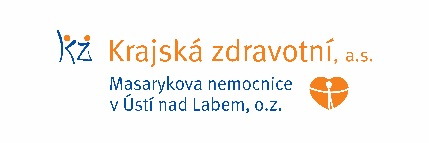 kz Krajská zdravotní, a.s.
Masarykova nemocnice
v Ústí nad Labem, o.z.